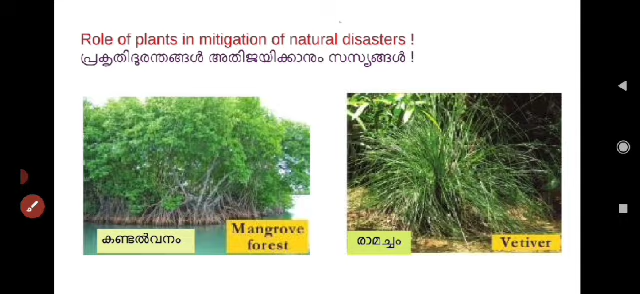 Role of plants in mitigation of natural disasters !
പ്രകൃതിദുരന്തങ്ങൾ അതിജയിക്കാനും സസ്യങ്ങൾ !
കണ്ടൽവനം
Mangrove
forest
രാമച്ചം
Vetiver